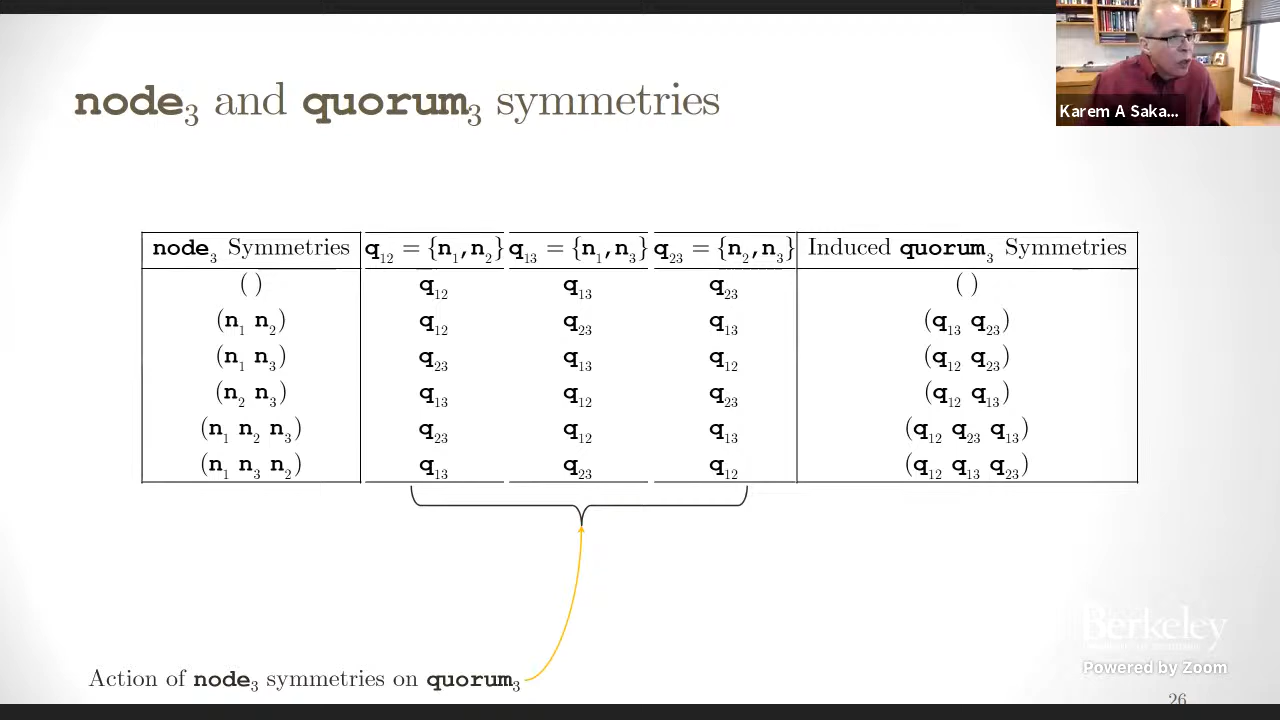 Karem A Saka...
node₃ and quorum₃ symmetries
node₃ Symmetries q₁₂ = {n₁,n₂} q₁₃ = {n₁,n₃} q₂₃ = {n₂,n₃} Induced quorum₃ Symmetries
( ) q₁₂ q₁₃ q₂₃ ( )
(n₁ n₂) q₁₂ q₂₃ q₁₃ (q₁₃ q₂₃)
(n₁ n₃) q₂₃ q₁₃ q₁₂ (q₁₂ q₂₃)
(n₂ n₃) q₁₃ q₁₂ q₂₃ (q₁₂ q₁₃)
(n₁ n₂ n₃) q₂₃ q₁₂ q₁₃ (q₁₂ q₂₃ q₁₃)
(n₁ n₃ n₂) q₁₃ q₂₃ q₁₂ (q₁₂ q₁₃ q₂₃)
Berkeley
Powered by Zoom
Action of node₃ symmetries on quorum₃
26